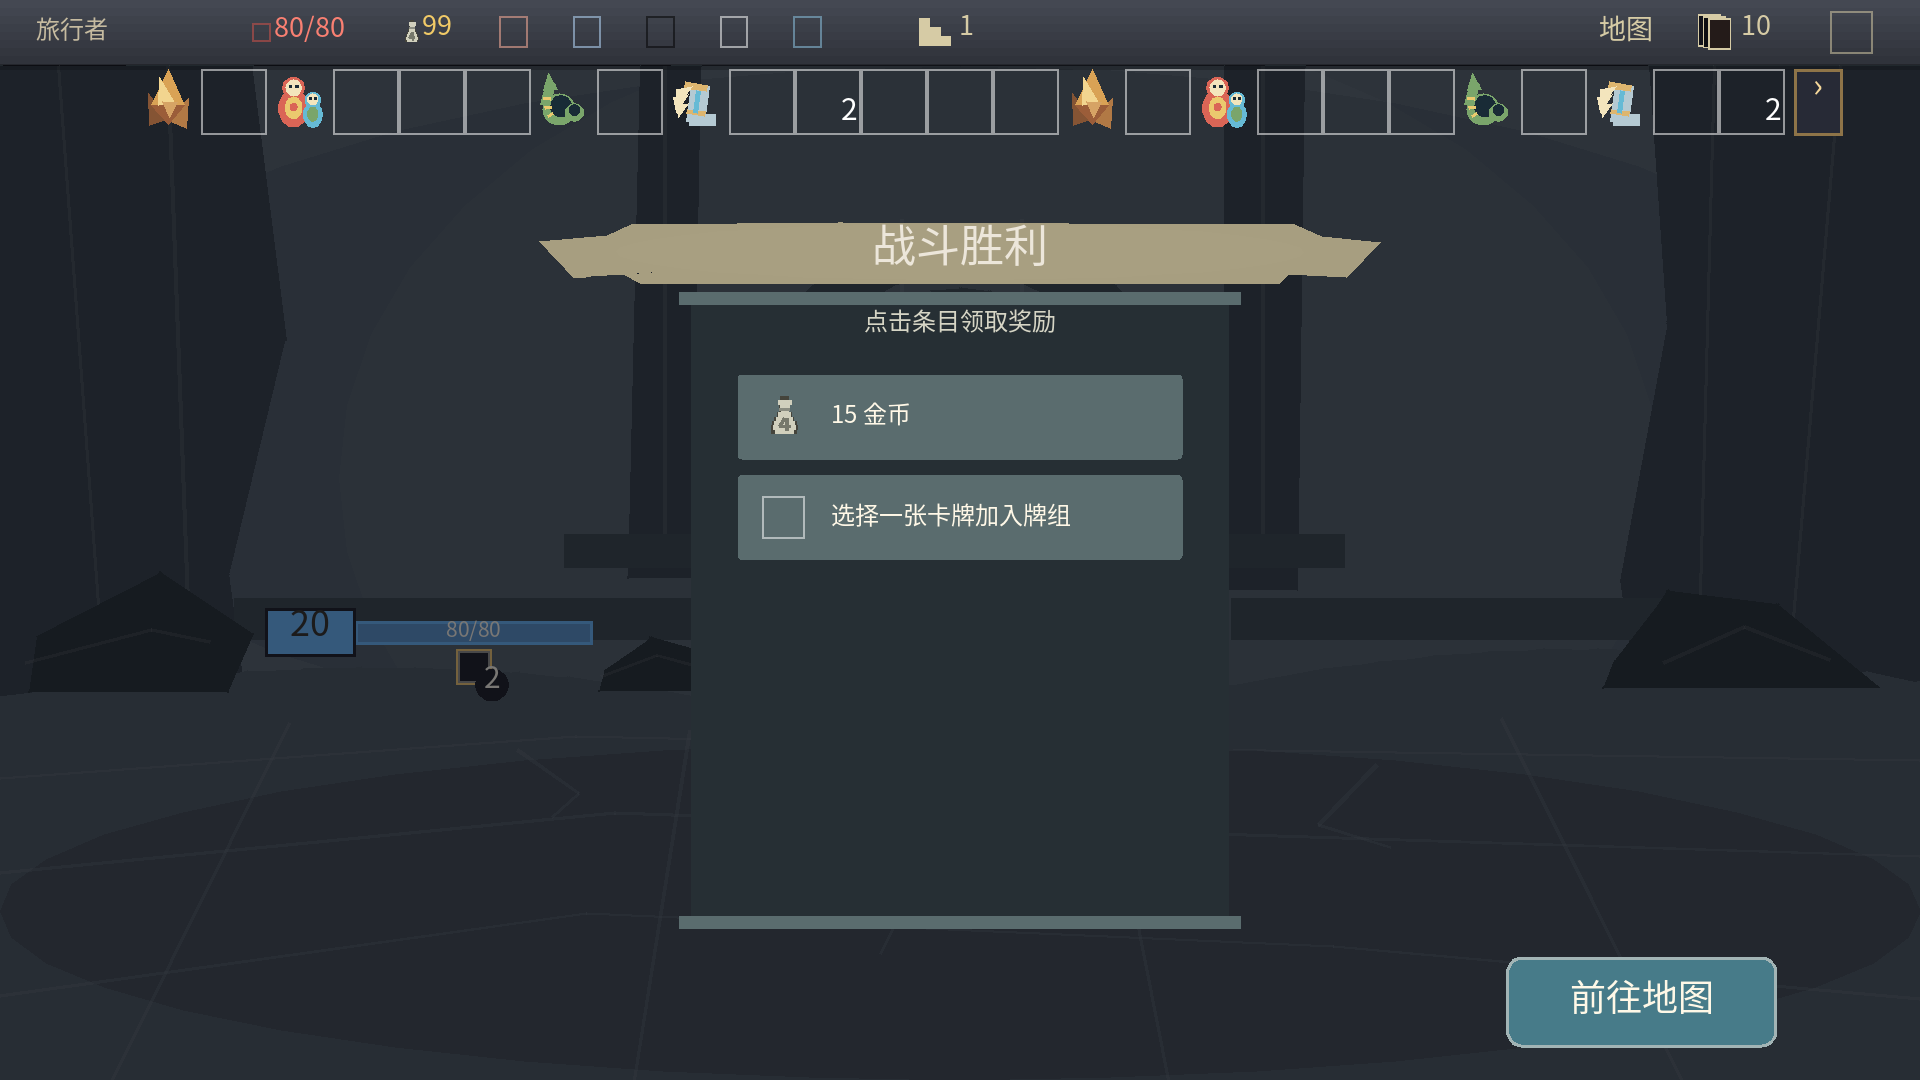 旅行者 80/80 99 1 地图 10
2 2 ›
战斗胜利
点击条目领取奖励
4 15 金币
选择一张卡牌加入牌组
20 80/80
2
前往地图